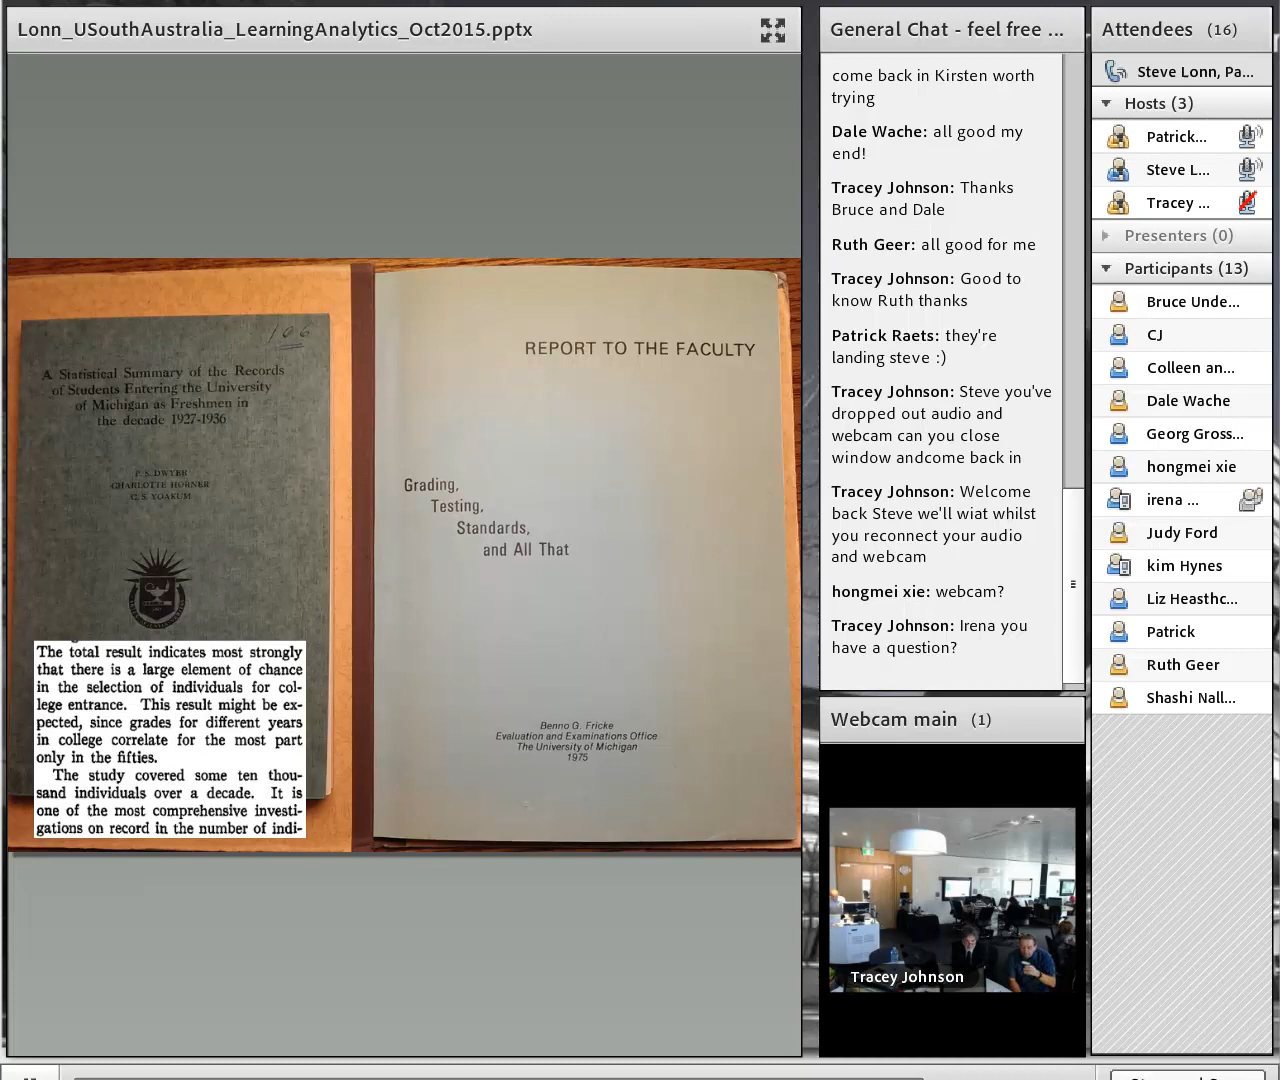 Lonn_USouthAustralia_LearningAnalytics_Oct2015.pptx
106
A Statistical Summary of the Records
of Students Entering the University
of Michigan as Freshmen in
the decade 1927-1936
P. S. DWYER
CHARLOTTE HORNER
C. S. YOAKUM
The total result indicates most strongly
that there is a large element of chance
in the selection of individuals for col-
lege entrance. This result might be ex-
pected, since grades for different years
in college correlate for the most part
only in the fifties.
The study covered some ten thou-
sand individuals over a decade. It is
one of the most comprehensive investi-
gations on record in the number of indi-
REPORT TO THE FACULTY
Grading,
Testing,
Standards,
and All That
Benno G. Fricke
Evaluation and Examinations Office
The University of Michigan
1975
General Chat - feel free ...
come back in Kirsten worth
trying
Dale Wache: all good my
end!
Tracey Johnson: Thanks
Bruce and Dale
Ruth Geer: all good for me
Tracey Johnson: Good to
know Ruth thanks
Patrick Raets: they're
landing steve :)
Tracey Johnson: Steve you've
dropped out audio and
webcam can you close
window andcome back in
Tracey Johnson: Welcome
back Steve we'll wiat whilst
you reconnect your audio
and webcam
hongmei xie: webcam?
Tracey Johnson: Irena you
have a question?
Webcam main (1)
Tracey Johnson
Attendees (16)
Steve Lonn, Pa...
Hosts (3)
Patrick...
Steve L...
Tracey ...
Presenters (0)
Participants (13)
Bruce Unde...
CJ
Colleen an...
Dale Wache
Georg Gross...
hongmei xie
irena ...
Judy Ford
kim Hynes
Liz Heasthc...
Patrick
Ruth Geer
Shashi Nall...